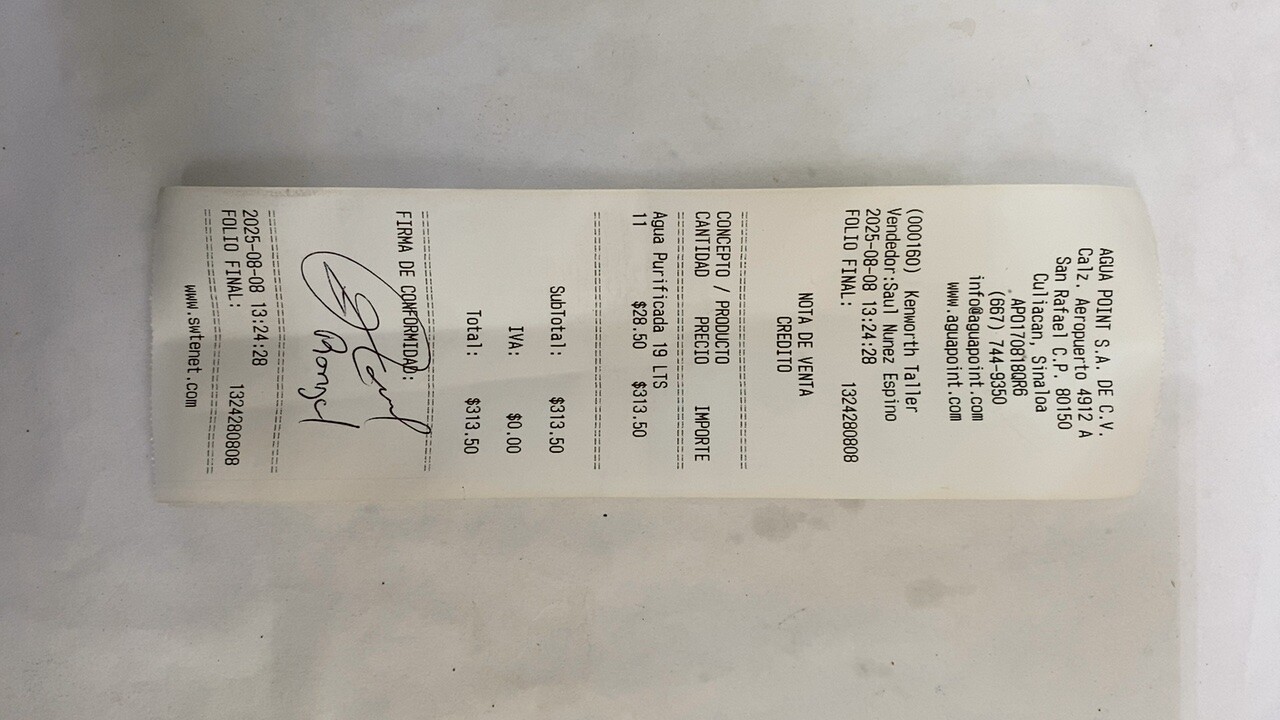 AGUA POINT S.A. DE C.V.
Calz. Aeropuerto 4912 A
San Rafael C.P. 80150
Culiacan, Sinaloa
APO170818QR6
(667) 744-9350
info@aguapoint.com
www.aguapoint.com
(000160) Kenworth Taller
Vendedor:Saul Nunez Espino
2025-08-08 13:24:28
FOLIO FINAL: 1324280808
NOTA DE VENTA
CREDITO
CONCEPTO / PRODUCTO
CANTIDAD PRECIO IMPORTE
Agua Purificada 19 LTS
11 $28.50 $313.50
SubTotal: $313.50
IVA: $0.00
Total: $313.50
FIRMA DE CONFORMIDAD:
2025-08-08 13:24:28
FOLIO FINAL: 1324280808
www.swtenet.com